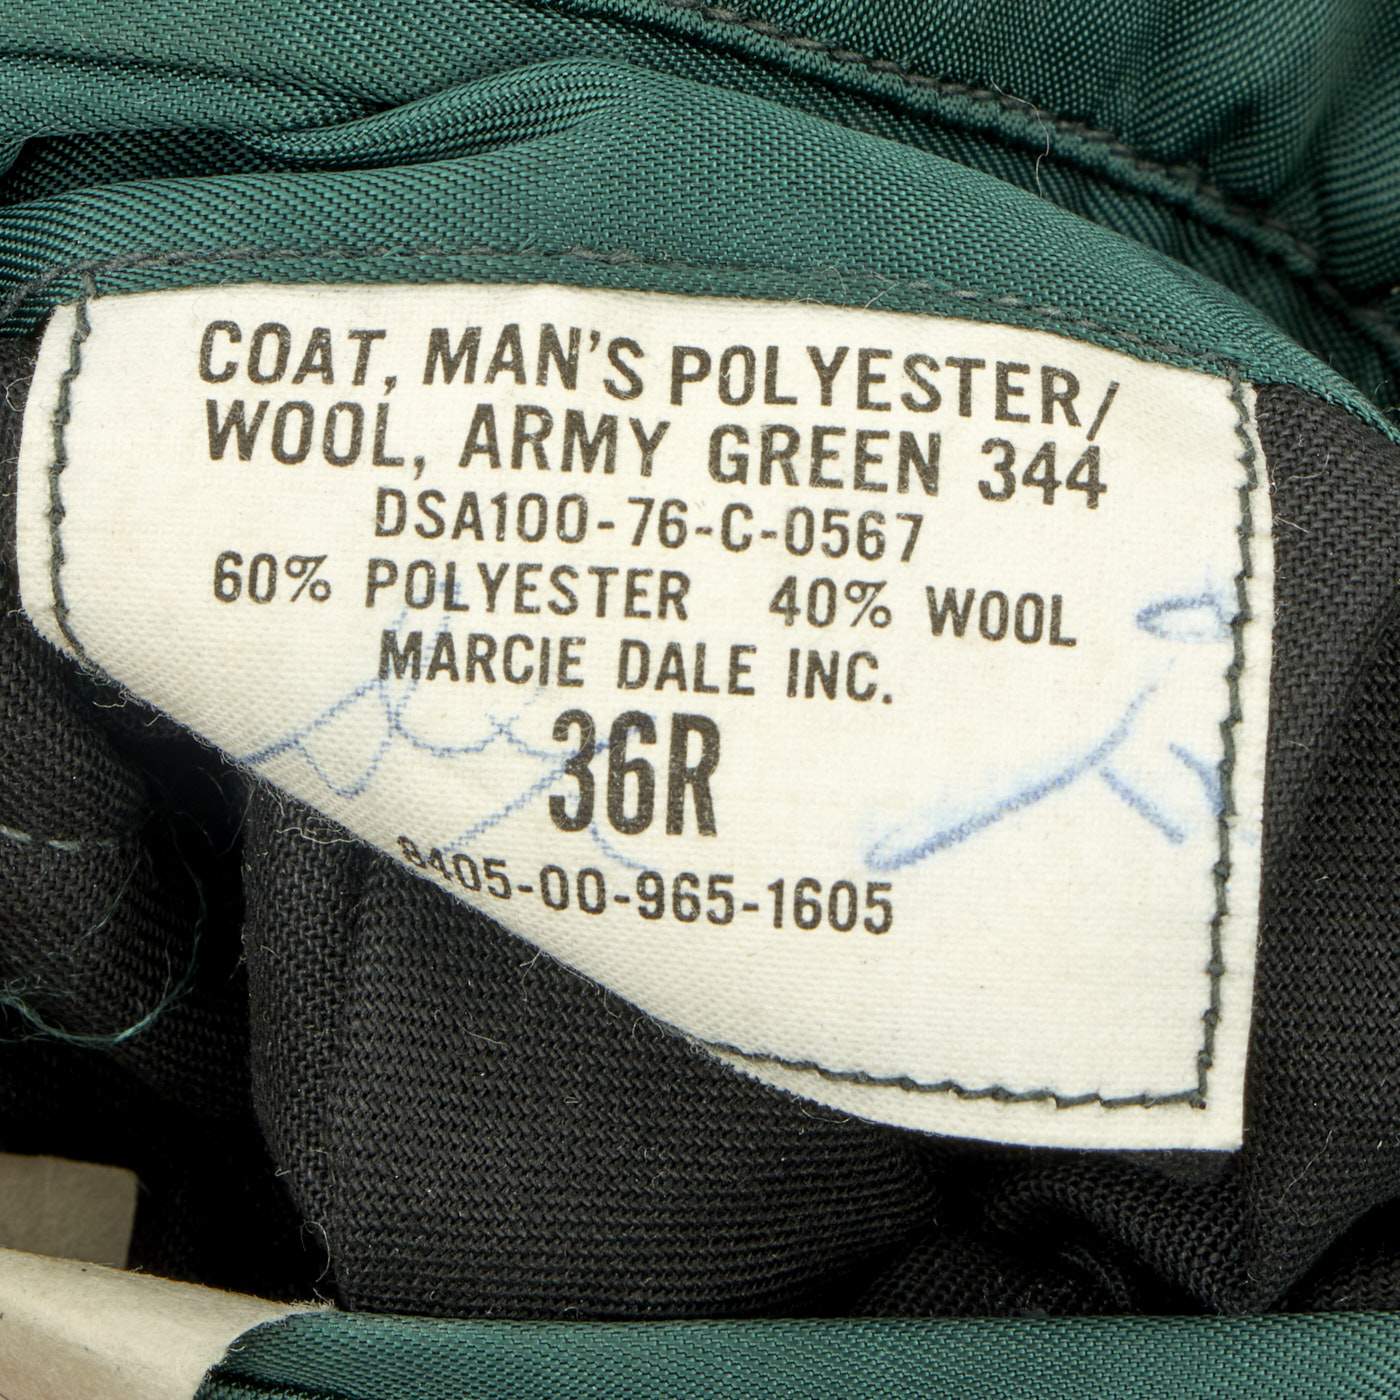 COAT, MAN'S POLYESTER/
WOOL, ARMY GREEN 344
DSA100-76-C-0567
60% POLYESTER 40% WOOL
MARCIE DALE INC.
36R
8405-00-965-1605